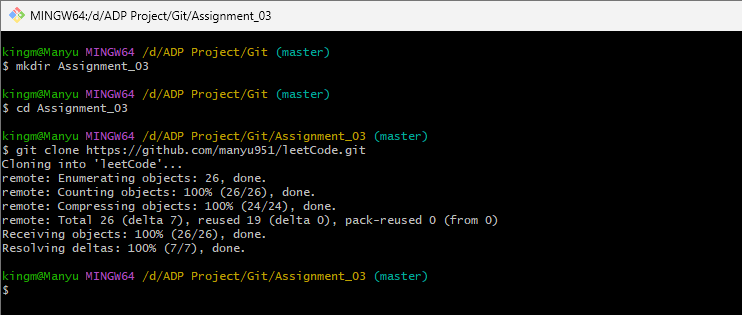 MINGW64:/d/ADP Project/Git/Assignment_03
kingm@Manyu MINGW64 /d/ADP Project/Git (master)
$ mkdir Assignment_03
kingm@Manyu MINGW64 /d/ADP Project/Git (master)
$ cd Assignment_03
kingm@Manyu MINGW64 /d/ADP Project/Git/Assignment_03 (master)
$ git clone https://github.com/manyu951/leetCode.git
Cloning into 'leetCode'...
remote: Enumerating objects: 26, done.
remote: Counting objects: 100% (26/26), done.
remote: Compressing objects: 100% (24/24), done.
remote: Total 26 (delta 7), reused 19 (delta 0), pack-reused 0 (from 0)
Receiving objects: 100% (26/26), done.
Resolving deltas: 100% (7/7), done.
kingm@Manyu MINGW64 /d/ADP Project/Git/Assignment_03 (master)
$